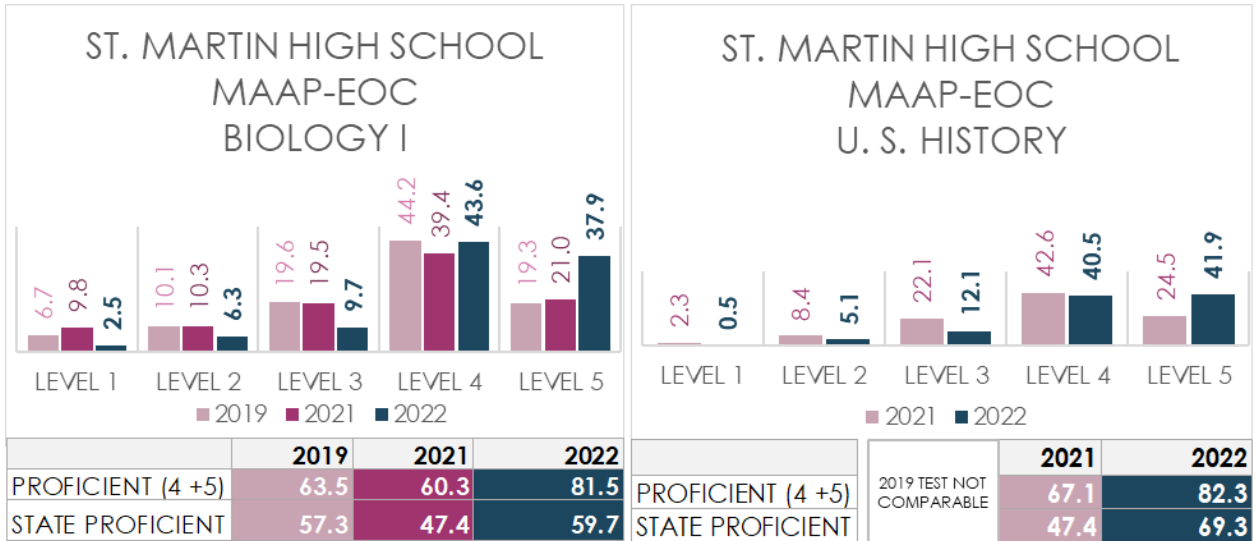 ST. MARTIN HIGH SCHOOL
MAAP-EOC
BIOLOGY I
6.7 9.8 2.5 10.1 10.3 6.3 19.6 19.5 9.7 44.2 39.4 43.6 19.3 21.0 37.9
LEVEL 1 LEVEL 2 LEVEL 3 LEVEL 4 LEVEL 5
2019 2021 2022
2019 2021 2022
PROFICIENT (4 +5) 63.5 60.3 81.5
STATE PROFICIENT 57.3 47.4 59.7
ST. MARTIN HIGH SCHOOL
MAAP-EOC
U. S. HISTORY
2.3 0.5 8.4 5.1 22.1 12.1 42.6 40.5 24.5 41.9
LEVEL 1 LEVEL 2 LEVEL 3 LEVEL 4 LEVEL 5
2021 2022
2021 2022
2019 TEST NOT
COMPARABLE
PROFICIENT (4 +5) 67.1 82.3
STATE PROFICIENT 47.4 69.3